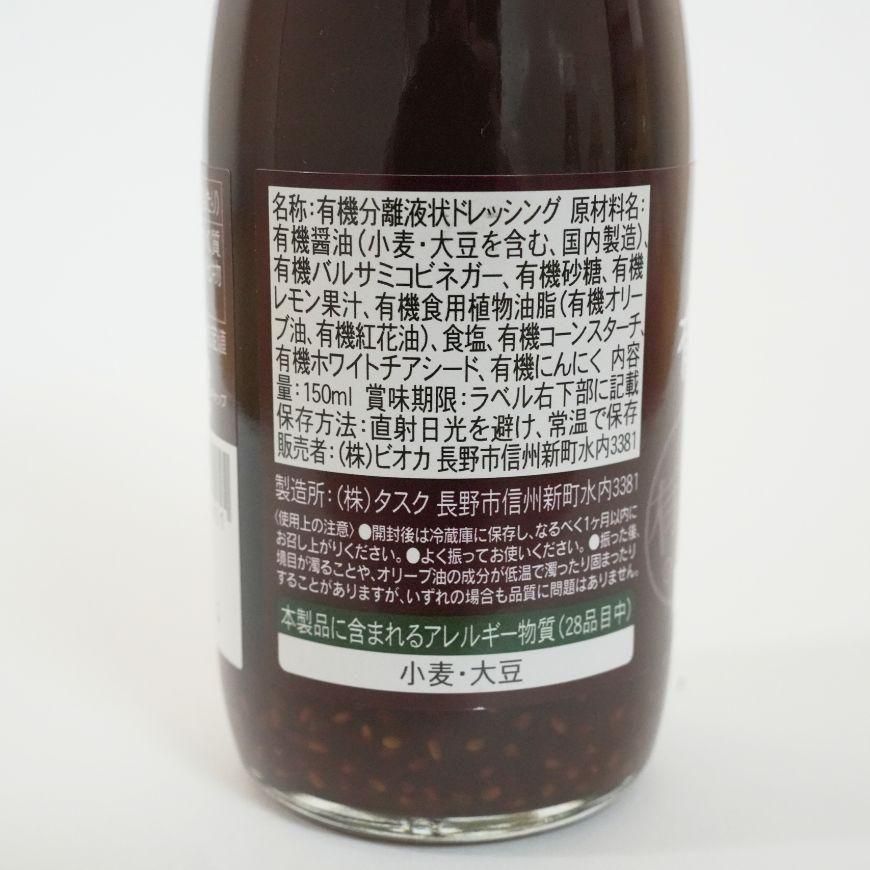 名称：有機分離液状ドレッシング 原材料名：
有機醤油（小麦・大豆を含む、国内製造）、
有機バルサミコビネガー、有機砂糖、有機
レモン果汁、有機食用植物油脂（有機オリー
ブ油、有機紅花油）、食塩、有機コーンスターチ、
有機ホワイトチアシード、有機にんにく 内容
量：150ml 賞味期限：ラベル右下部に記載
保存方法：直射日光を避け、常温で保存
販売者：（株）ビオカ 長野市信州新町水内3381
製造所：（株）タスク 長野市信州新町水内3381
〈使用上の注意〉●開封後は冷蔵庫に保存し、なるべく1ヶ月以内に
お召し上がりください。●よく振ってお使いください。●振った後、
境目が濁ることや、オリーブ油の成分が低温で濁ったり固まったり
することがありますが、いずれの場合も品質に問題はありません。
本製品に含まれるアレルギー物質（28品目中）
小麦・大豆